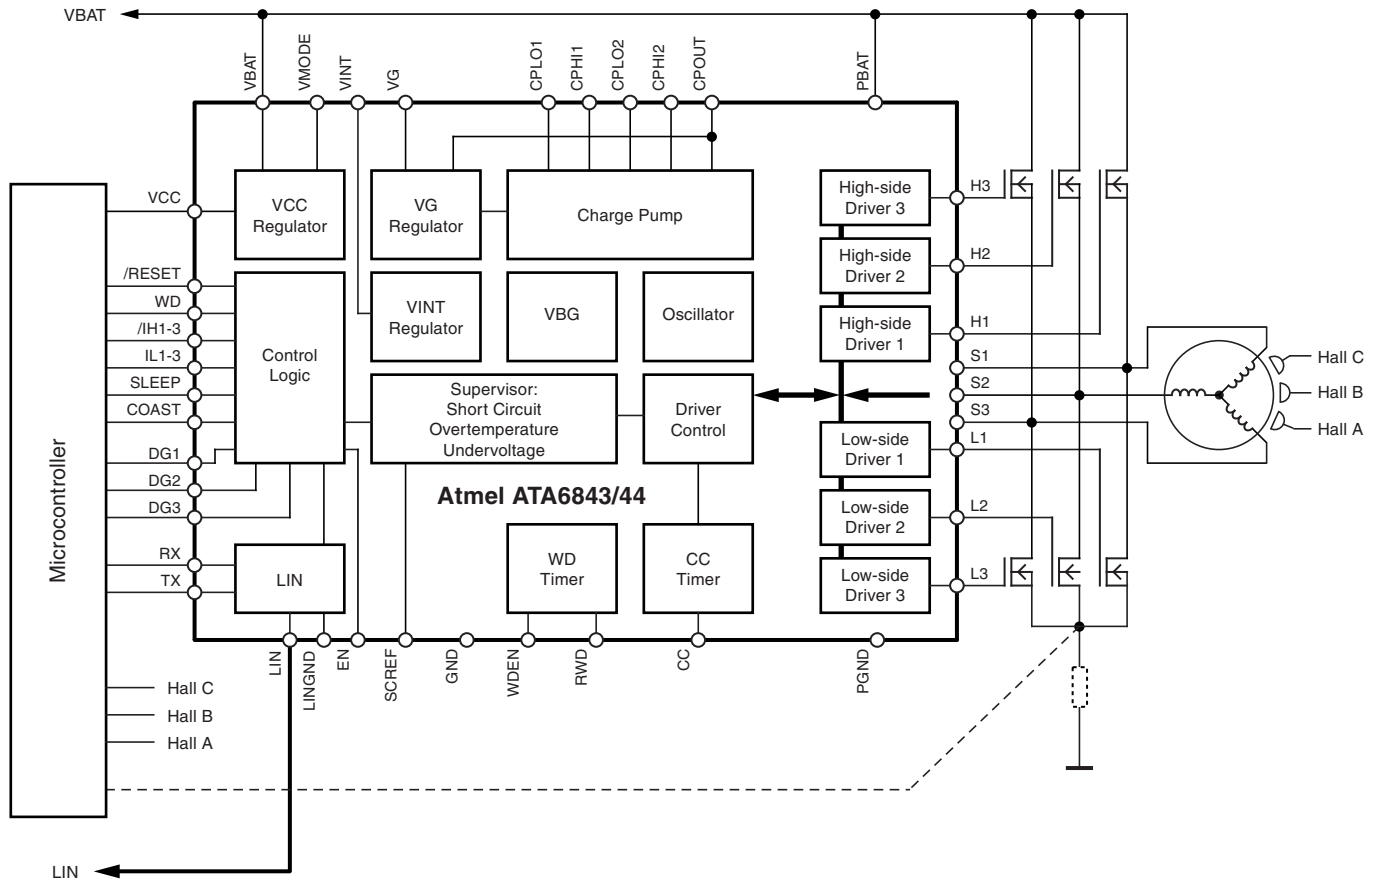 VBAT
VBAT
VMODE
VINT
VG
CPLO1
CPHI1
CPLO2
CPHI2
CPOUT
PBAT
Microcontroller
VCC
/RESET
WD
/IH1-3
IL1-3
SLEEP
COAST
DG1
DG2
DG3
RX
TX
VCC
Regulator
VG
Regulator
Charge Pump
High-side
Driver 3
High-side
Driver 2
High-side
Driver 1
Control
Logic
VINT
Regulator
VBG
Oscillator
Supervisor:
Short Circuit
Overtemperature
Undervoltage
Driver
Control
Low-side
Driver 1
Low-side
Driver 2
Low-side
Driver 3
Atmel ATA6843/44
LIN
WD
Timer
CC
Timer
H3
H2
H1
S1
S2
S3
L1
L2
L3
Hall C
Hall B
Hall A
LIN
LINGND
EN
SCREF
GND
WDEN
RWD
CC
PGND
Hall C
Hall B
Hall A
LIN